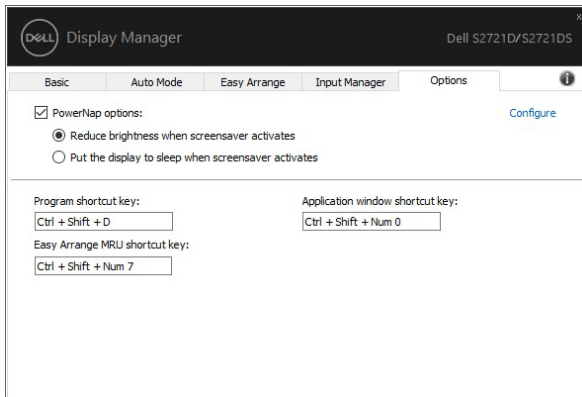 DELL Display Manager Dell S2721D/S2721DS
Basic Auto Mode Easy Arrange Input Manager Options
PowerNap options: Configure
Reduce brightness when screensaver activates
Put the display to sleep when screensaver activates
Program shortcut key: Application window shortcut key:
Ctrl + Shift + D Ctrl + Shift + Num 0
Easy Arrange MRU shortcut key:
Ctrl + Shift + Num 7